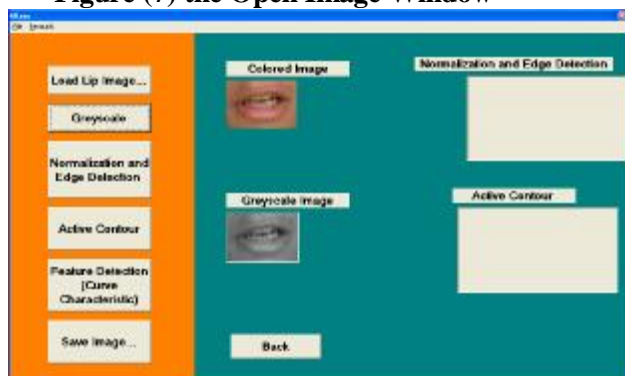 Figure (7) the Open Image Window
Load Lip Image...
Greyscale
Normalization and
Edge Detection
Active Contour
Feature Detection
(Curve
Characteristic)
Save Image...
Colored Image
Greyscale Image
Back
Normalization and Edge Detection
Active Contour